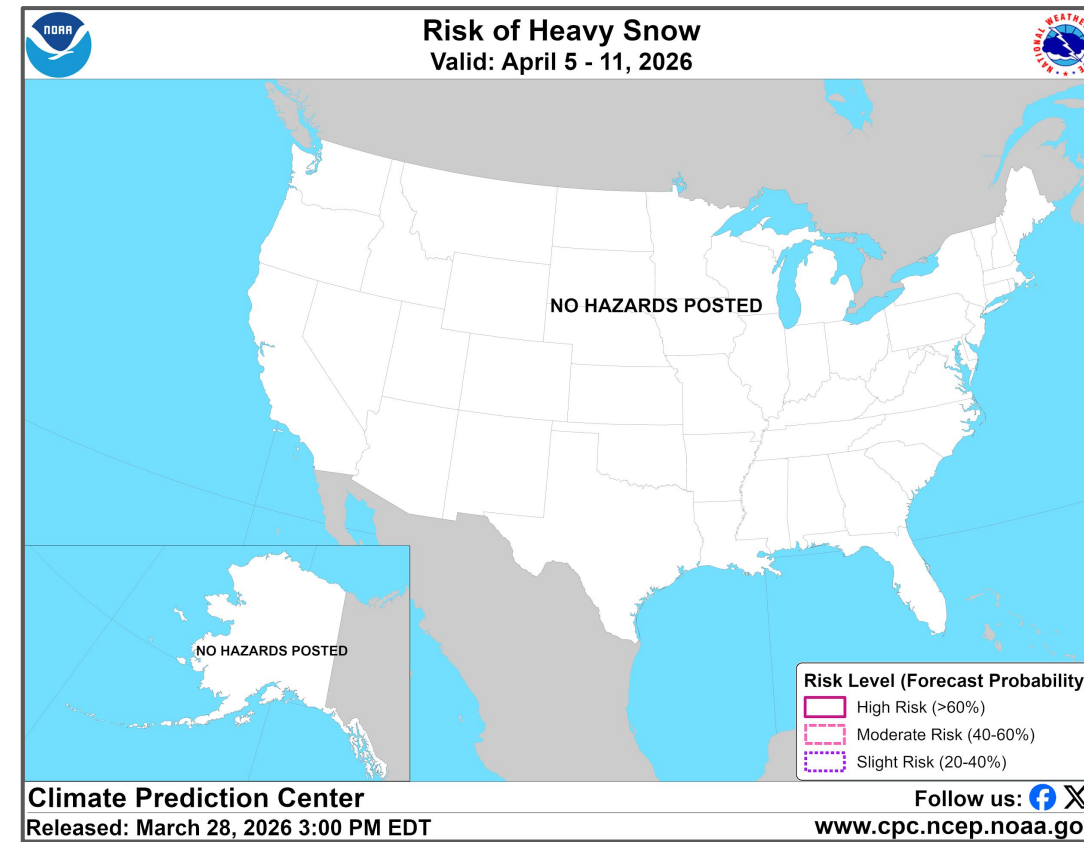 NOAA
Risk of Heavy Snow
Valid: April 5 - 11, 2026
NO HAZARDS POSTED
NO HAZARDS POSTED
Risk Level (Forecast Probability
High Risk (>60%)
Moderate Risk (40-60%)
Slight Risk (20-40%)
Climate Prediction Center
Follow us:
Released: March 28, 2026 3:00 PM EDT
www.cpc.ncep.noaa.go